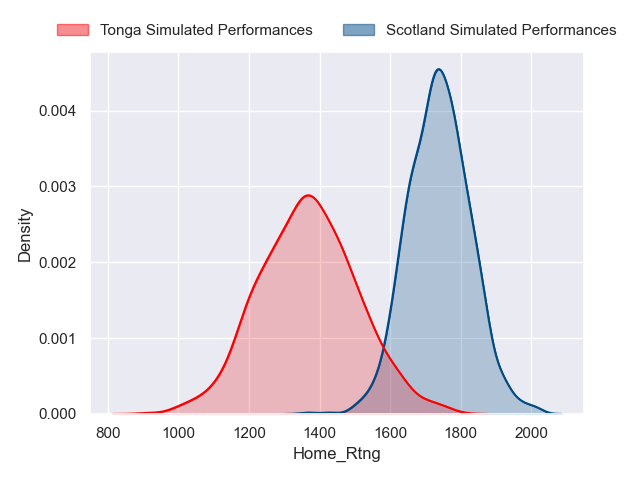 Tonga Simulated Performances Scotland Simulated Performances
0.004
0.003
0.002
0.001
0.000
Density
800 1000 1200 1400 1600 1800 2000
Home_Rtng